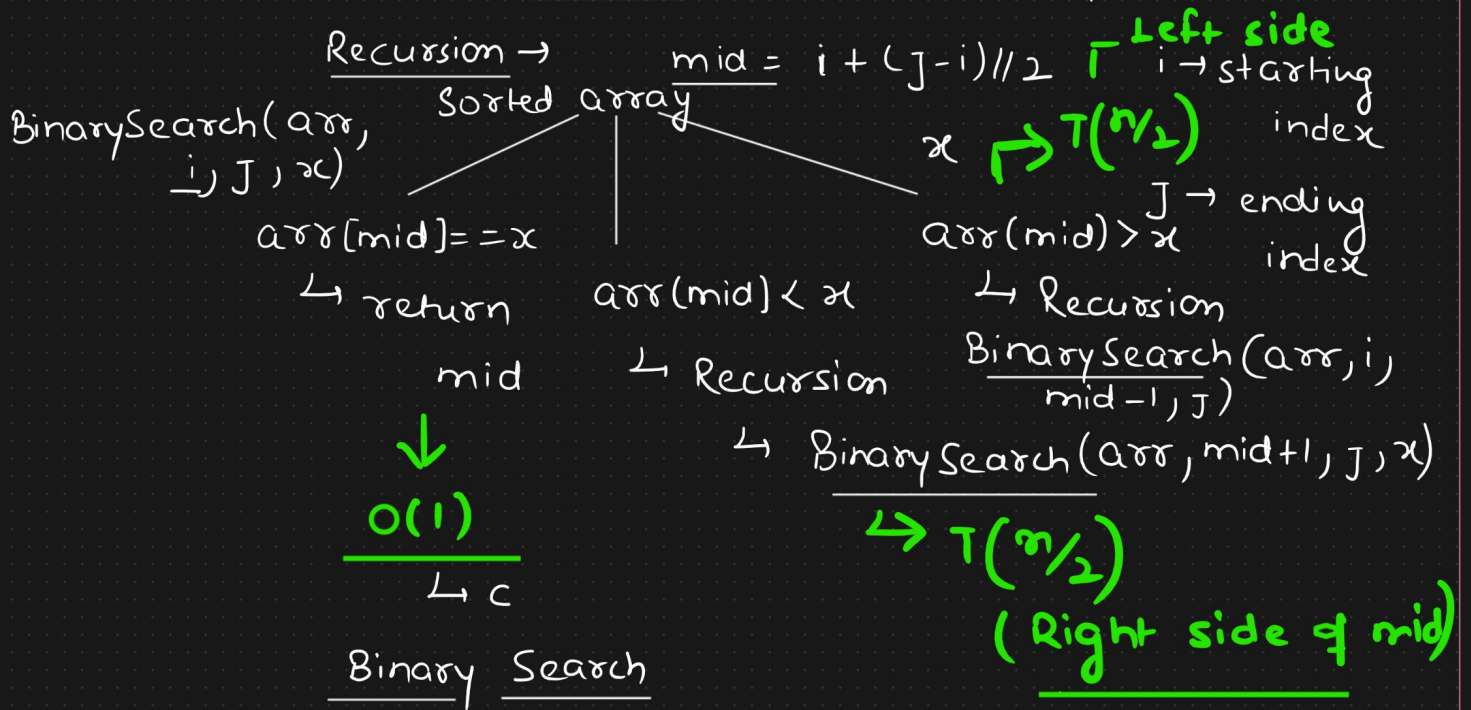 Recursion →
mid = i + (J-i)//2
Left side
i → starting
index
Sorted array
BinarySearch(arr,
i, J, x)
x
T(n/2)
J → ending
index
arr[mid]==x
↳ return
mid
↓
O(1)
↳ c
arr(mid] < x
↳ Recursion
↳ BinarySearch(arr, mid+1, J, x)
↳ T(n/2)
(Right side of mid)
arr(mid) > x
↳ Recursion
BinarySearch(arr, i,
mid-1, J)
Binary Search